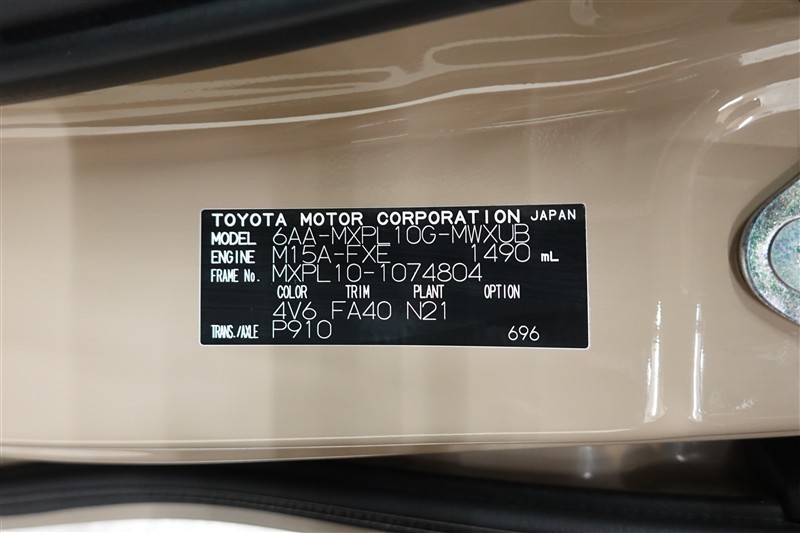 TOYOTA MOTOR CORPORATION JAPAN
MODEL 6AA-MXPL10G-MWXUB
ENGINE M15A-FXE 1490 mL
FRAME No. MXPL10-1074804
COLOR TRIM PLANT OPTION
4V6 FA40 N21
TRANS./AXLE P910 696